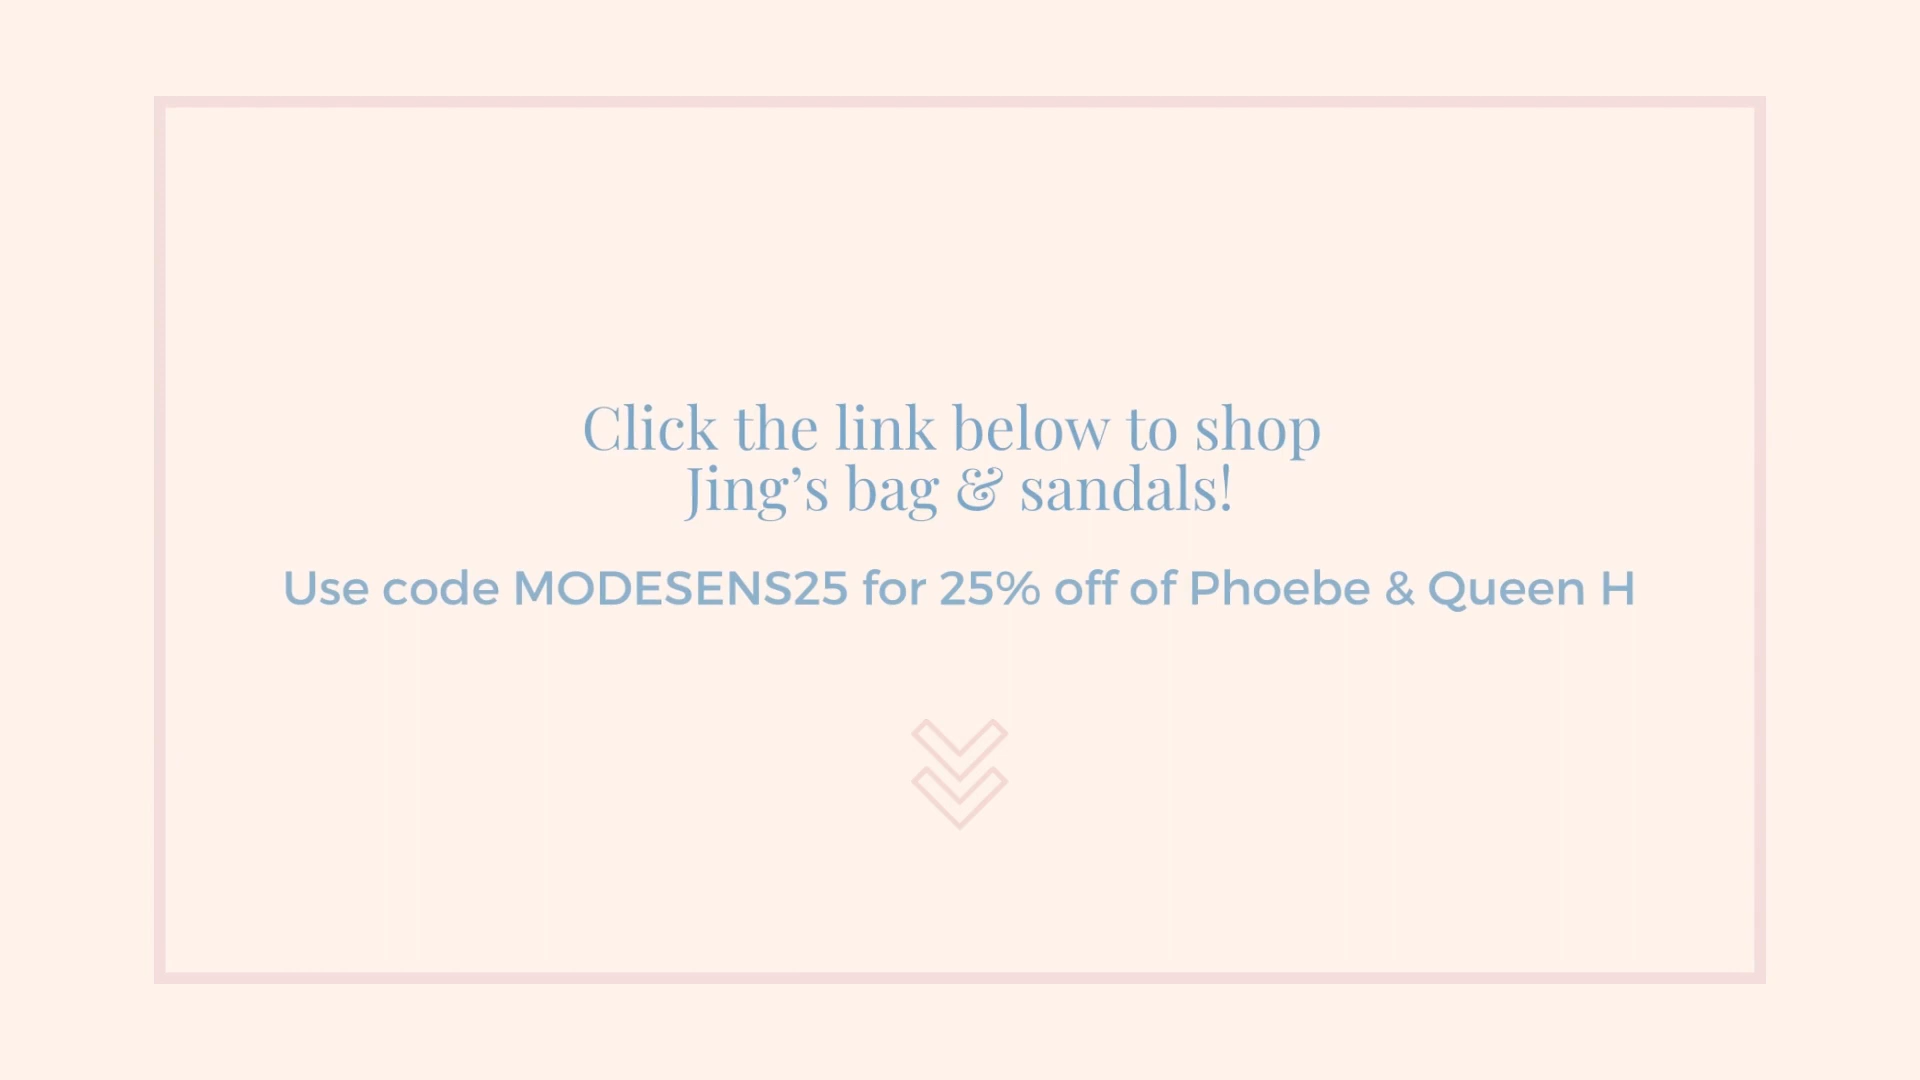 Click the link below to shop
Jing’s bag & sandals!
Use code MODESENS25 for 25% off of Phoebe & Queen H